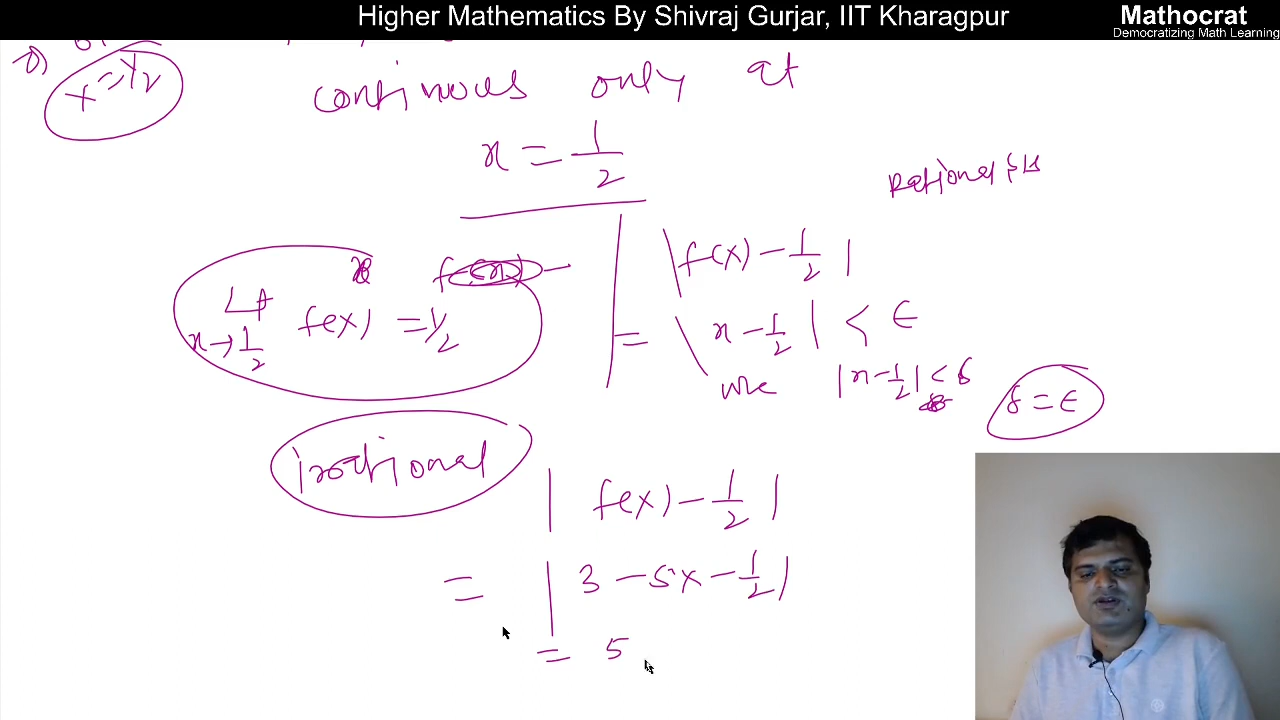 Higher Mathematics By Shivraj Gurjar, IIT Kharagpur
Mathocrat
Democratizing Math Learning
x = 1/2
continuous only at
x = 1/2
Rational
Lt x→1/2 f(x) = 1/2
|f(x) - 1/2|
= |x - 1/2| < ε
|x - 1/2| < δ
δ = ε
irrational
| f(x) - 1/2 |
= | 3 - 5x - 1/2 |
= 5